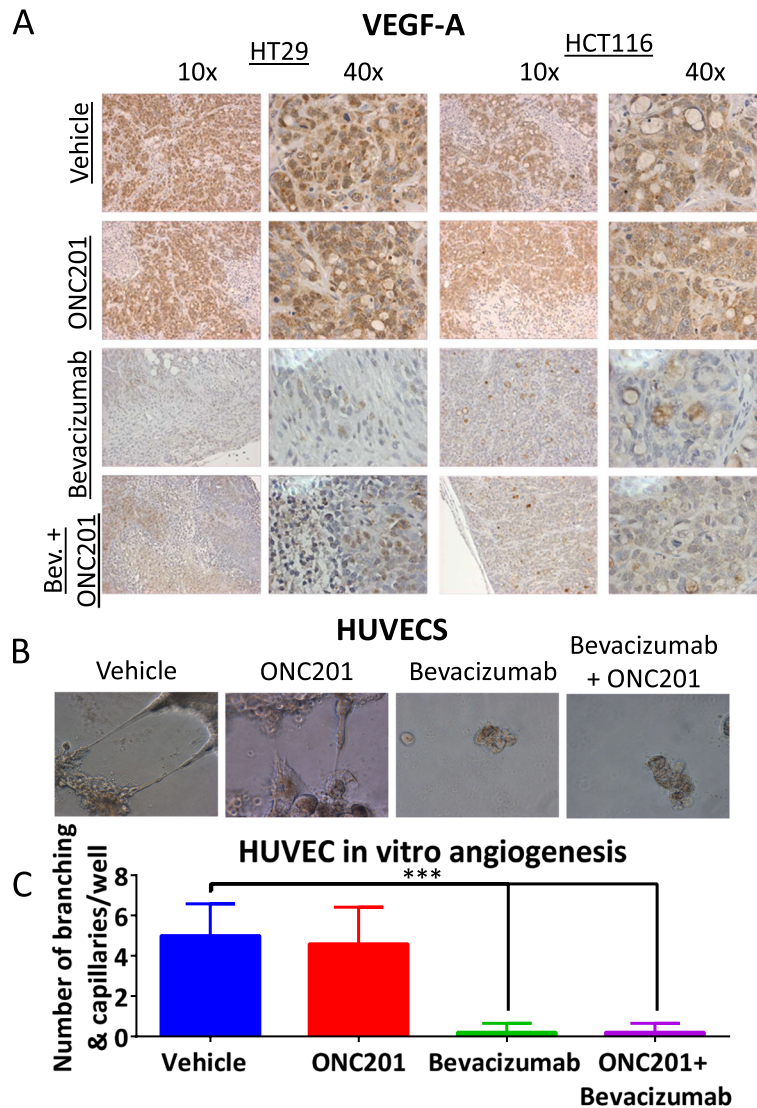 A
VEGF-A
HT29
HCT116
10x
40x
10x
40x
Vehicle
ONC201
Bevacizumab
Bev. +
ONC201
HUVECS
B
Vehicle
ONC201
Bevacizumab
Bevacizumab
+ ONC201
HUVEC in vitro angiogenesis
C
Number of branching
& capillaries/well
8
6
4
2
0
***
Vehicle
ONC201
Bevacizumab
ONC201+
Bevacizumab